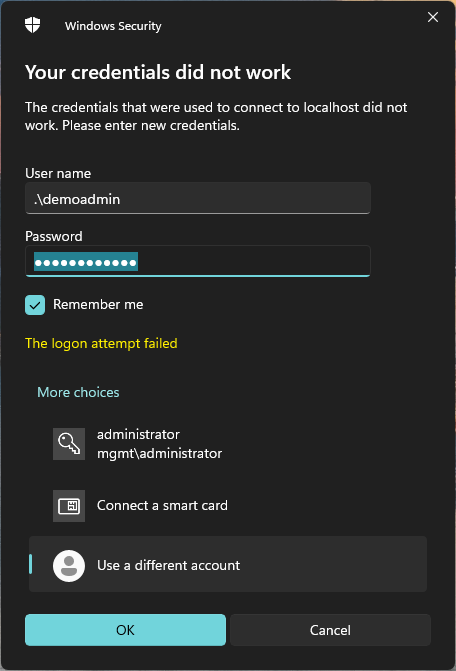 Windows Security
Your credentials did not work
The credentials that were used to connect to localhost did not
work. Please enter new credentials.
User name
.\demoadmin
Password
●●●●●●●●●●●●
Remember me
The logon attempt failed
More choices
administrator
mgmt\administrator
Connect a smart card
Use a different account
OK
Cancel